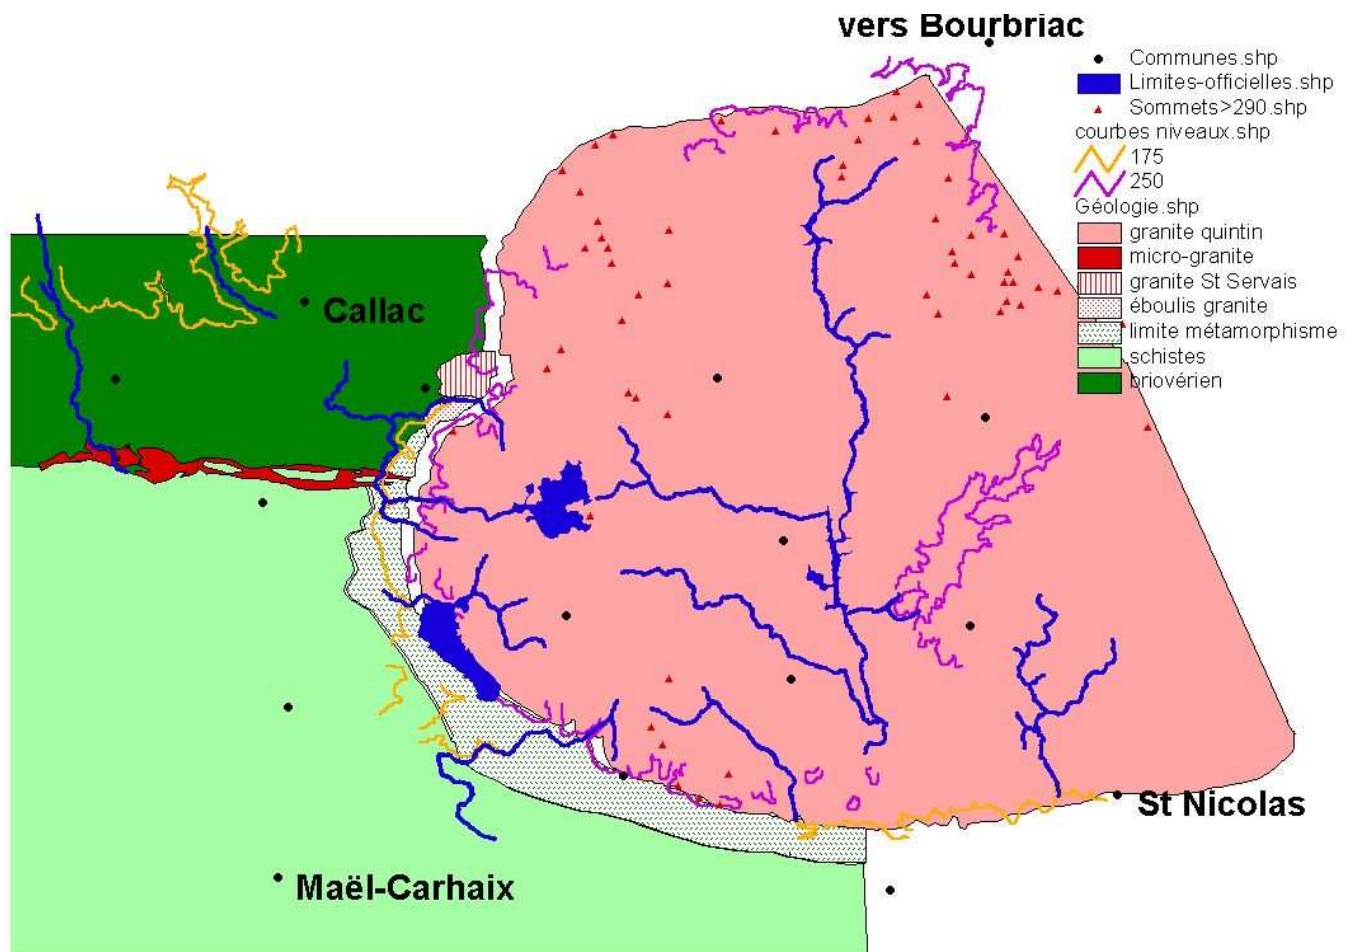 vers Bourbriac
Communes.shp
Limites-officielles.shp
Sommets>290.shp
courbes niveaux.shp
175
250
Géologie.shp
granite quintin
micro-granite
granite St Servais
éboulis granite
limite métamorphisme
schistes
briovérien
Callac
St Nicolas
Maël-Carhaix